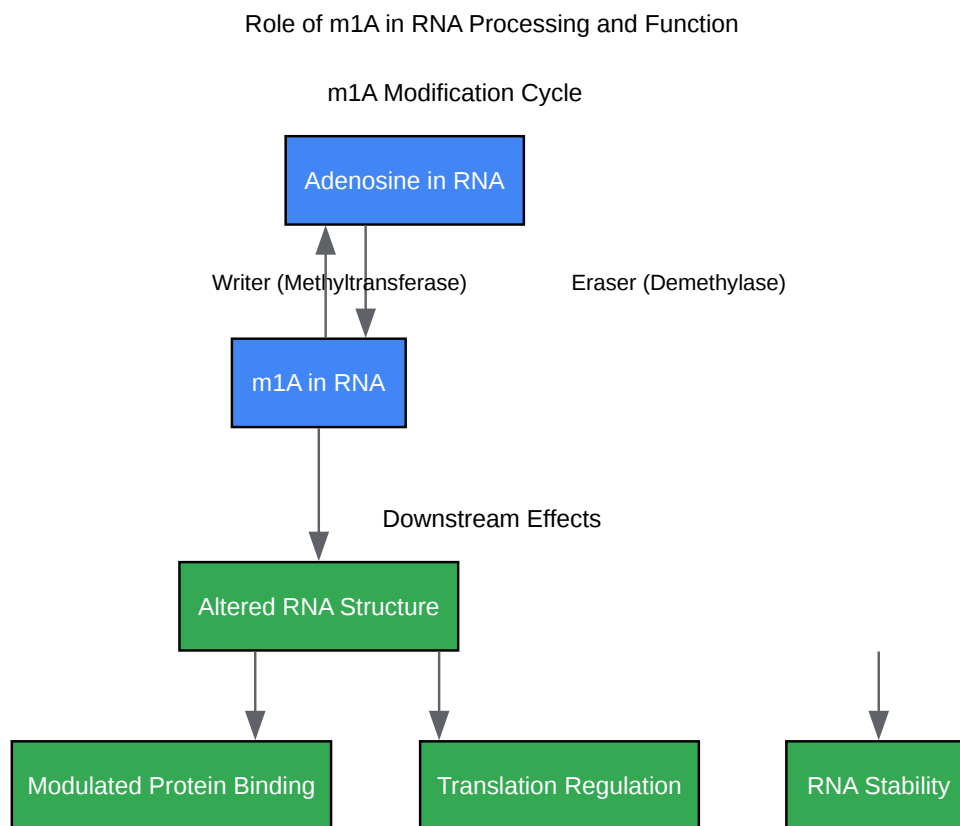 Role of m1A in RNA Processing and Function
m1A Modification Cycle
Adenosine in RNA
Writer (Methyltransferase)
Eraser (Demethylase)
m1A in RNA
Downstream Effects
Altered RNA Structure
Modulated Protein Binding
Translation Regulation
RNA Stability